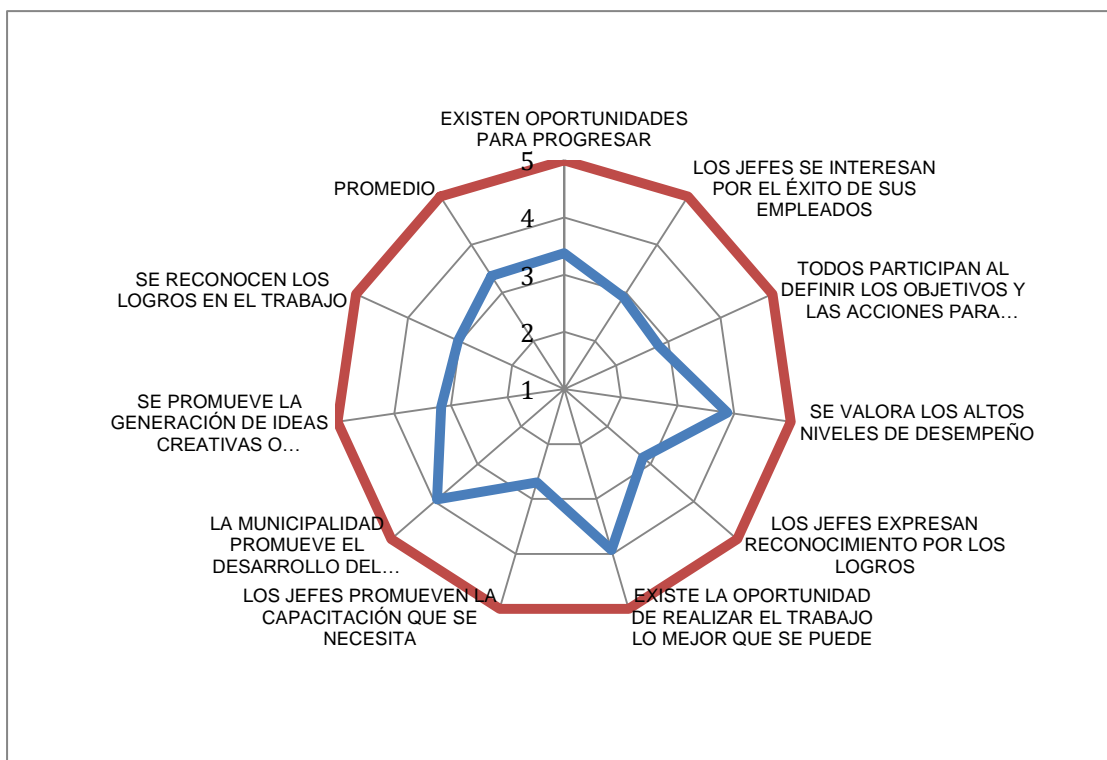 EXISTEN OPORTUNIDADES
PARA PROGRESAR
LOS JEFES SE INTERESAN
POR EL ÉXITO DE SUS
EMPLEADOS
TODOS PARTICIPAN AL
DEFINIR LOS OBJETIVOS Y
LAS ACCIONES PARA…
SE VALORA LOS ALTOS
NIVELES DE DESEMPEÑO
LOS JEFES EXPRESAN
RECONOCIMIENTO POR LOS
LOGROS
EXISTE LA OPORTUNIDAD
DE REALIZAR EL TRABAJO
LO MEJOR QUE SE PUEDE
LOS JEFES PROMUEVEN LA
CAPACITACIÓN QUE SE
NECESITA
LA MUNICIPALIDAD
PROMUEVE EL
DESARROLLO DEL…
SE PROMUEVE LA
GENERACIÓN DE IDEAS
CREATIVAS O…
SE RECONOCEN LOS
LOGROS EN EL TRABAJO
PROMEDIO
5
4
3
2
1